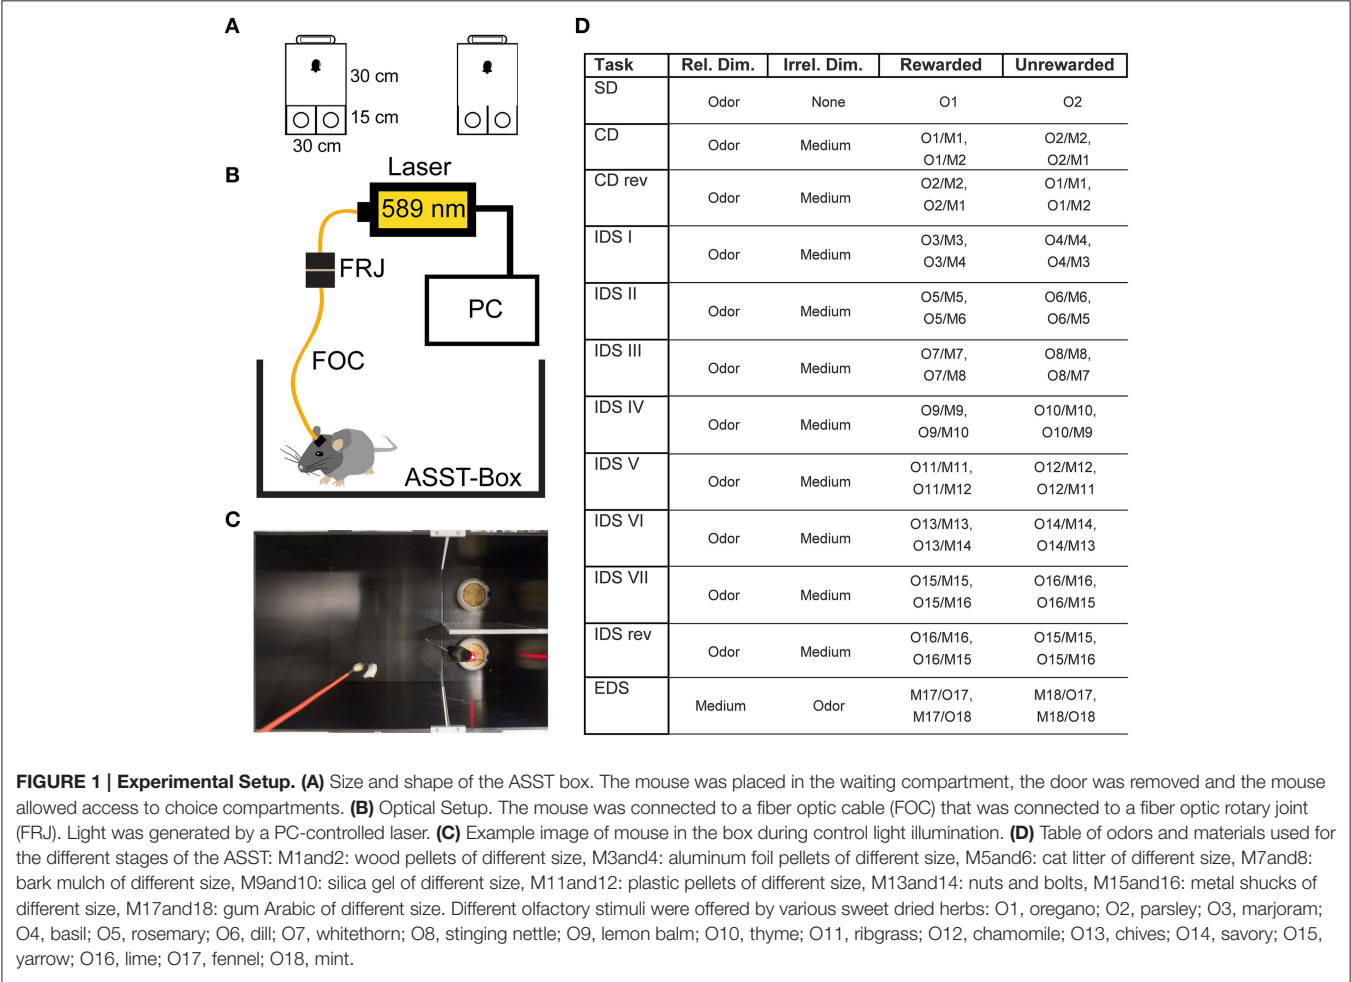 A
30 cm
15 cm
30 cm
B
Laser
589 nm
FRJ
PC
FOC
ASST-Box
C
D
Task Rel. Dim. Irrel. Dim. Rewarded Unrewarded
SD Odor None O1 O2
CD Odor Medium O1/M1, O2/M2,
O1/M2 O2/M1
CD rev Odor Medium O2/M2, O1/M1,
O2/M1 O1/M2
IDS I Odor Medium O3/M3, O4/M4,
O3/M4 O4/M3
IDS II Odor Medium O5/M5, O6/M6,
O5/M6 O6/M5
IDS III Odor Medium O7/M7, O8/M8,
O7/M8 O8/M7
IDS IV Odor Medium O9/M9, O10/M10,
O9/M10 O10/M9
IDS V Odor Medium O11/M11, O12/M12,
O11/M12 O12/M11
IDS VI Odor Medium O13/M13, O14/M14,
O13/M14 O14/M13
IDS VII Odor Medium O15/M15, O16/M16,
O15/M16 O16/M15
IDS rev Odor Medium O16/M16, O15/M15,
O16/M15 O15/M16
EDS Medium Odor M17/O17, M18/O17,
M17/O18 M18/O18
FIGURE 1 | Experimental Setup. (A) Size and shape of the ASST box. The mouse was placed in the waiting compartment, the door was removed and the mouse
allowed access to choice compartments. (B) Optical Setup. The mouse was connected to a fiber optic cable (FOC) that was connected to a fiber optic rotary joint
(FRJ). Light was generated by a PC-controlled laser. (C) Example image of mouse in the box during control light illumination. (D) Table of odors and materials used for
the different stages of the ASST: M1and2: wood pellets of different size, M3and4: aluminum foil pellets of different size, M5and6: cat litter of different size, M7and8:
bark mulch of different size, M9and10: silica gel of different size, M11and12: plastic pellets of different size, M13and14: nuts and bolts, M15and16: metal shucks of
different size, M17and18: gum Arabic of different size. Different olfactory stimuli were offered by various sweet dried herbs: O1, oregano; O2, parsley; O3, marjoram;
O4, basil; O5, rosemary; O6, dill; O7, whitethorn; O8, stinging nettle; O9, lemon balm; O10, thyme; O11, ribgrass; O12, chamomile; O13, chives; O14, savory; O15,
yarrow; O16, lime; O17, fennel; O18, mint.